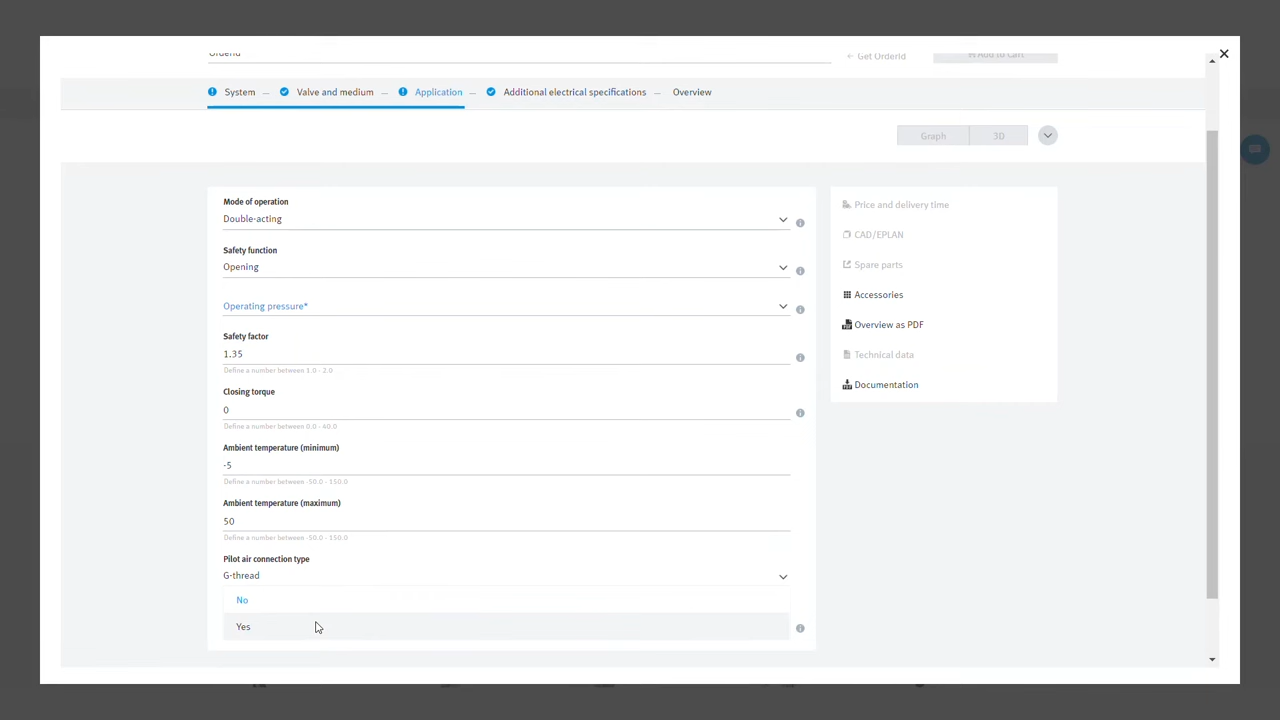 OrderId
← Get OrderId
Add to Cart
System
Valve and medium
Application
Additional electrical specifications
Overview
Graph
3D
Mode of operation
Double-acting
Safety function
Opening
Operating pressure*
Safety factor
1.35
Define a number between 1.0 - 2.0
Closing torque
0
Define a number between 0.0 - 40.0
Ambient temperature (minimum)
-5
Define a number between -50.0 - 150.0
Ambient temperature (maximum)
50
Define a number between -50.0 - 150.0
Pilot air connection type
G-thread
No
Yes
Price and delivery time
CAD/EPLAN
Spare parts
Accessories
Overview as PDF
Technical data
Documentation